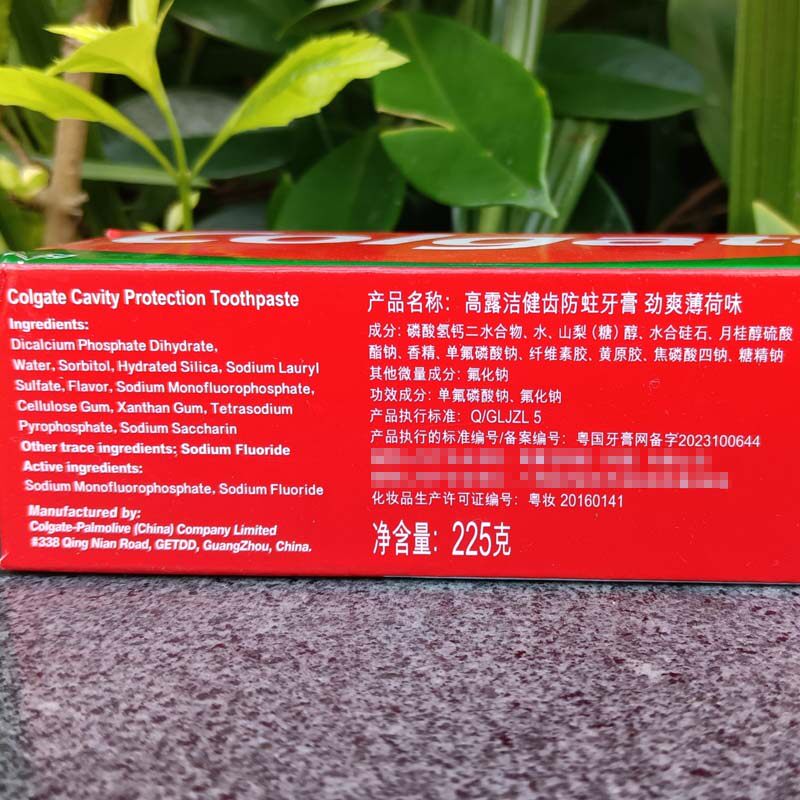 Colgate
Colgate Cavity Protection Toothpaste
Ingredients:
Dicalcium Phosphate Dihydrate,
Water, Sorbitol, Hydrated Silica, Sodium Lauryl
Sulfate, Flavor, Sodium Monofluorophosphate,
Cellulose Gum, Xanthan Gum, Tetrasodium
Pyrophosphate, Sodium Saccharin
Other trace ingredients; Sodium Fluoride
Active ingredients:
Sodium Monofluorophosphate, Sodium Fluoride
Manufactured by:
Colgate-Palmolive (China) Company Limited
#338 Qing Nian Road, GETDD, GuangZhou, China.
产品名称：高露洁健齿防蛀牙膏 劲爽薄荷味
成分：磷酸氢钙二水合物、水、山梨（糖）醇、水合硅石、月桂醇硫酸
酯钠、香精、单氟磷酸钠、纤维素胶、黄原胶、焦磷酸四钠、糖精钠
其他微量成分：氟化钠
功效成分：单氟磷酸钠、氟化钠
产品执行标准：Q/GLJZL 5
产品执行的标准编号/备案编号：粤国牙膏网备字2023100644
化妆品生产许可证编号：粤妆 20160141
净含量：225克